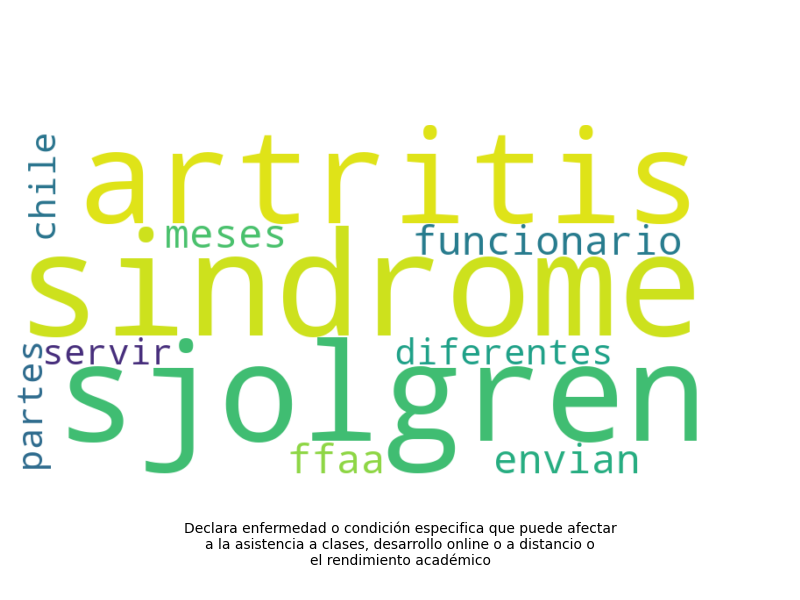 artritis
chile
meses
funcionario
sindrome
servir
diferentes
partes
sjolgren
ffaa
envian
Declara enfermedad o condición especifica que puede afectar
a la asistencia a clases, desarrollo online o a distancio o
el rendimiento académico